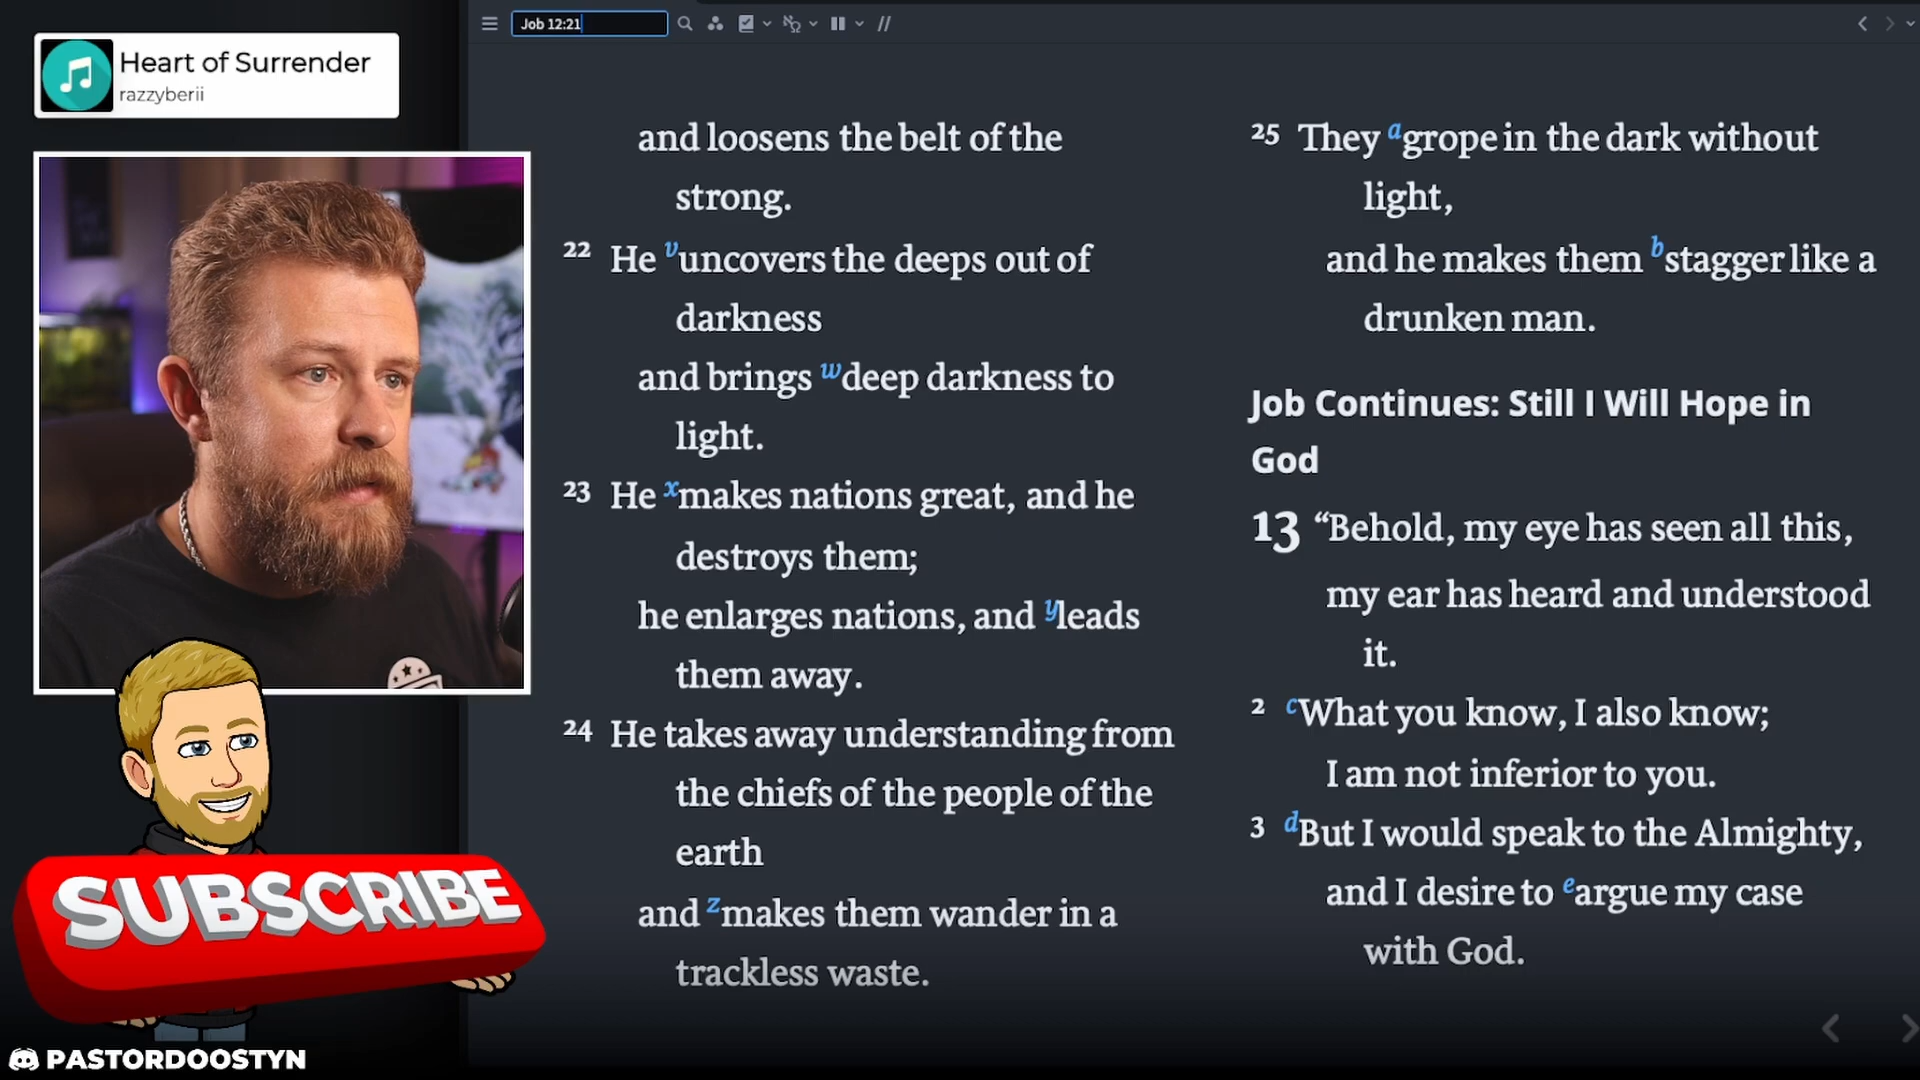 Job 12:21
Heart of Surrender
razzyberii
and loosens the belt of the
strong.
22 He vuncovers the deeps out of
darkness
and brings wdeep darkness to
light.
23 He xmakes nations great, and he
destroys them;
he enlarges nations, and yleads
them away.
24 He takes away understanding from
the chiefs of the people of the
earth
and zmakes them wander in a
trackless waste.
25 They agrope in the dark without
light,
and he makes them bstagger like a
drunken man.
Job Continues: Still I Will Hope in
God
13 “Behold, my eye has seen all this,
my ear has heard and understood
it.
2 cWhat you know, I also know;
I am not inferior to you.
3 dBut I would speak to the Almighty,
and I desire to eargue my case
with God.
SUBSCRIBE
PASTORDOOSTYN